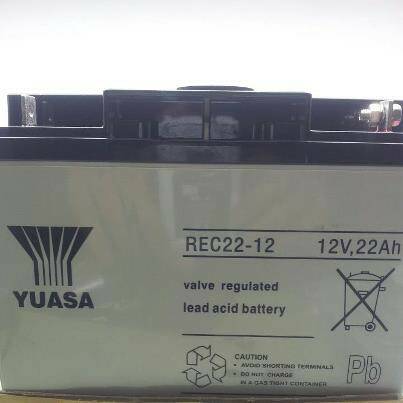 YUASA
REC22-12 12V,22Ah
valve regulated
lead acid battery
CAUTION
• AVOID SHORTING TERMINALS
• DO NOT CHARGE
IN A GAS TIGHT CONTAINER
Pb